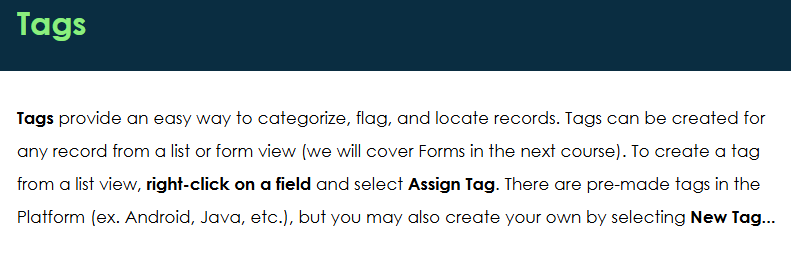 Tags
Tags provide an easy way to categorize, flag, and locate records. Tags can be created for
any record from a list or form view (we will cover Forms in the next course). To create a tag
from a list view, right-click on a field and select Assign Tag. There are pre-made tags in the
Platform (ex. Android, Java, etc.), but you may also create your own by selecting New Tag...